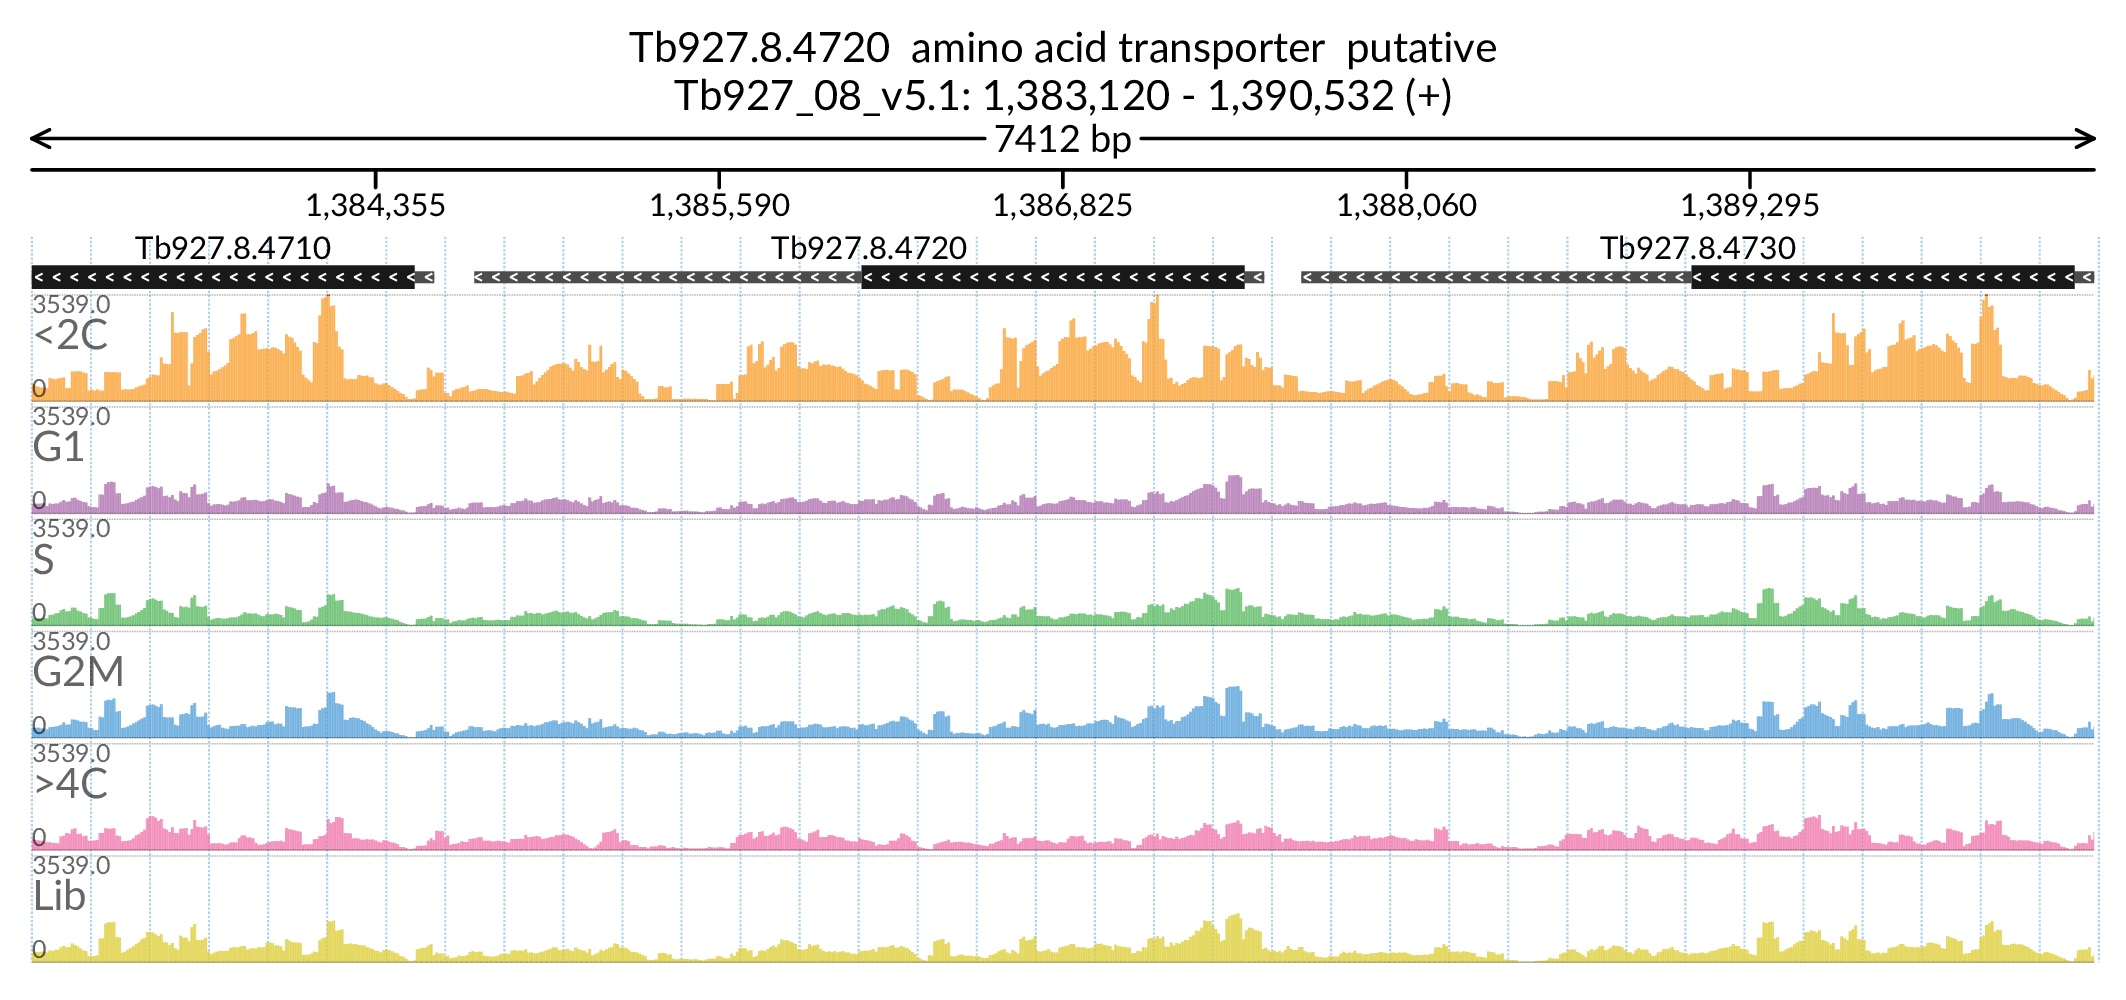 Tb927.8.4720  amino acid transporter  putative
Tb927_08_v5.1: 1,383,120 - 1,390,532 (+)
7412 bp
1,384,355 1,385,590 1,386,825 1,388,060 1,389,295
Tb927.8.4710 Tb927.8.4720 Tb927.8.4730
3539.0
<2C
0
3539.0
G1
0
3539.0
S
0
3539.0
G2M
0
3539.0
>4C
0
3539.0
Lib
0